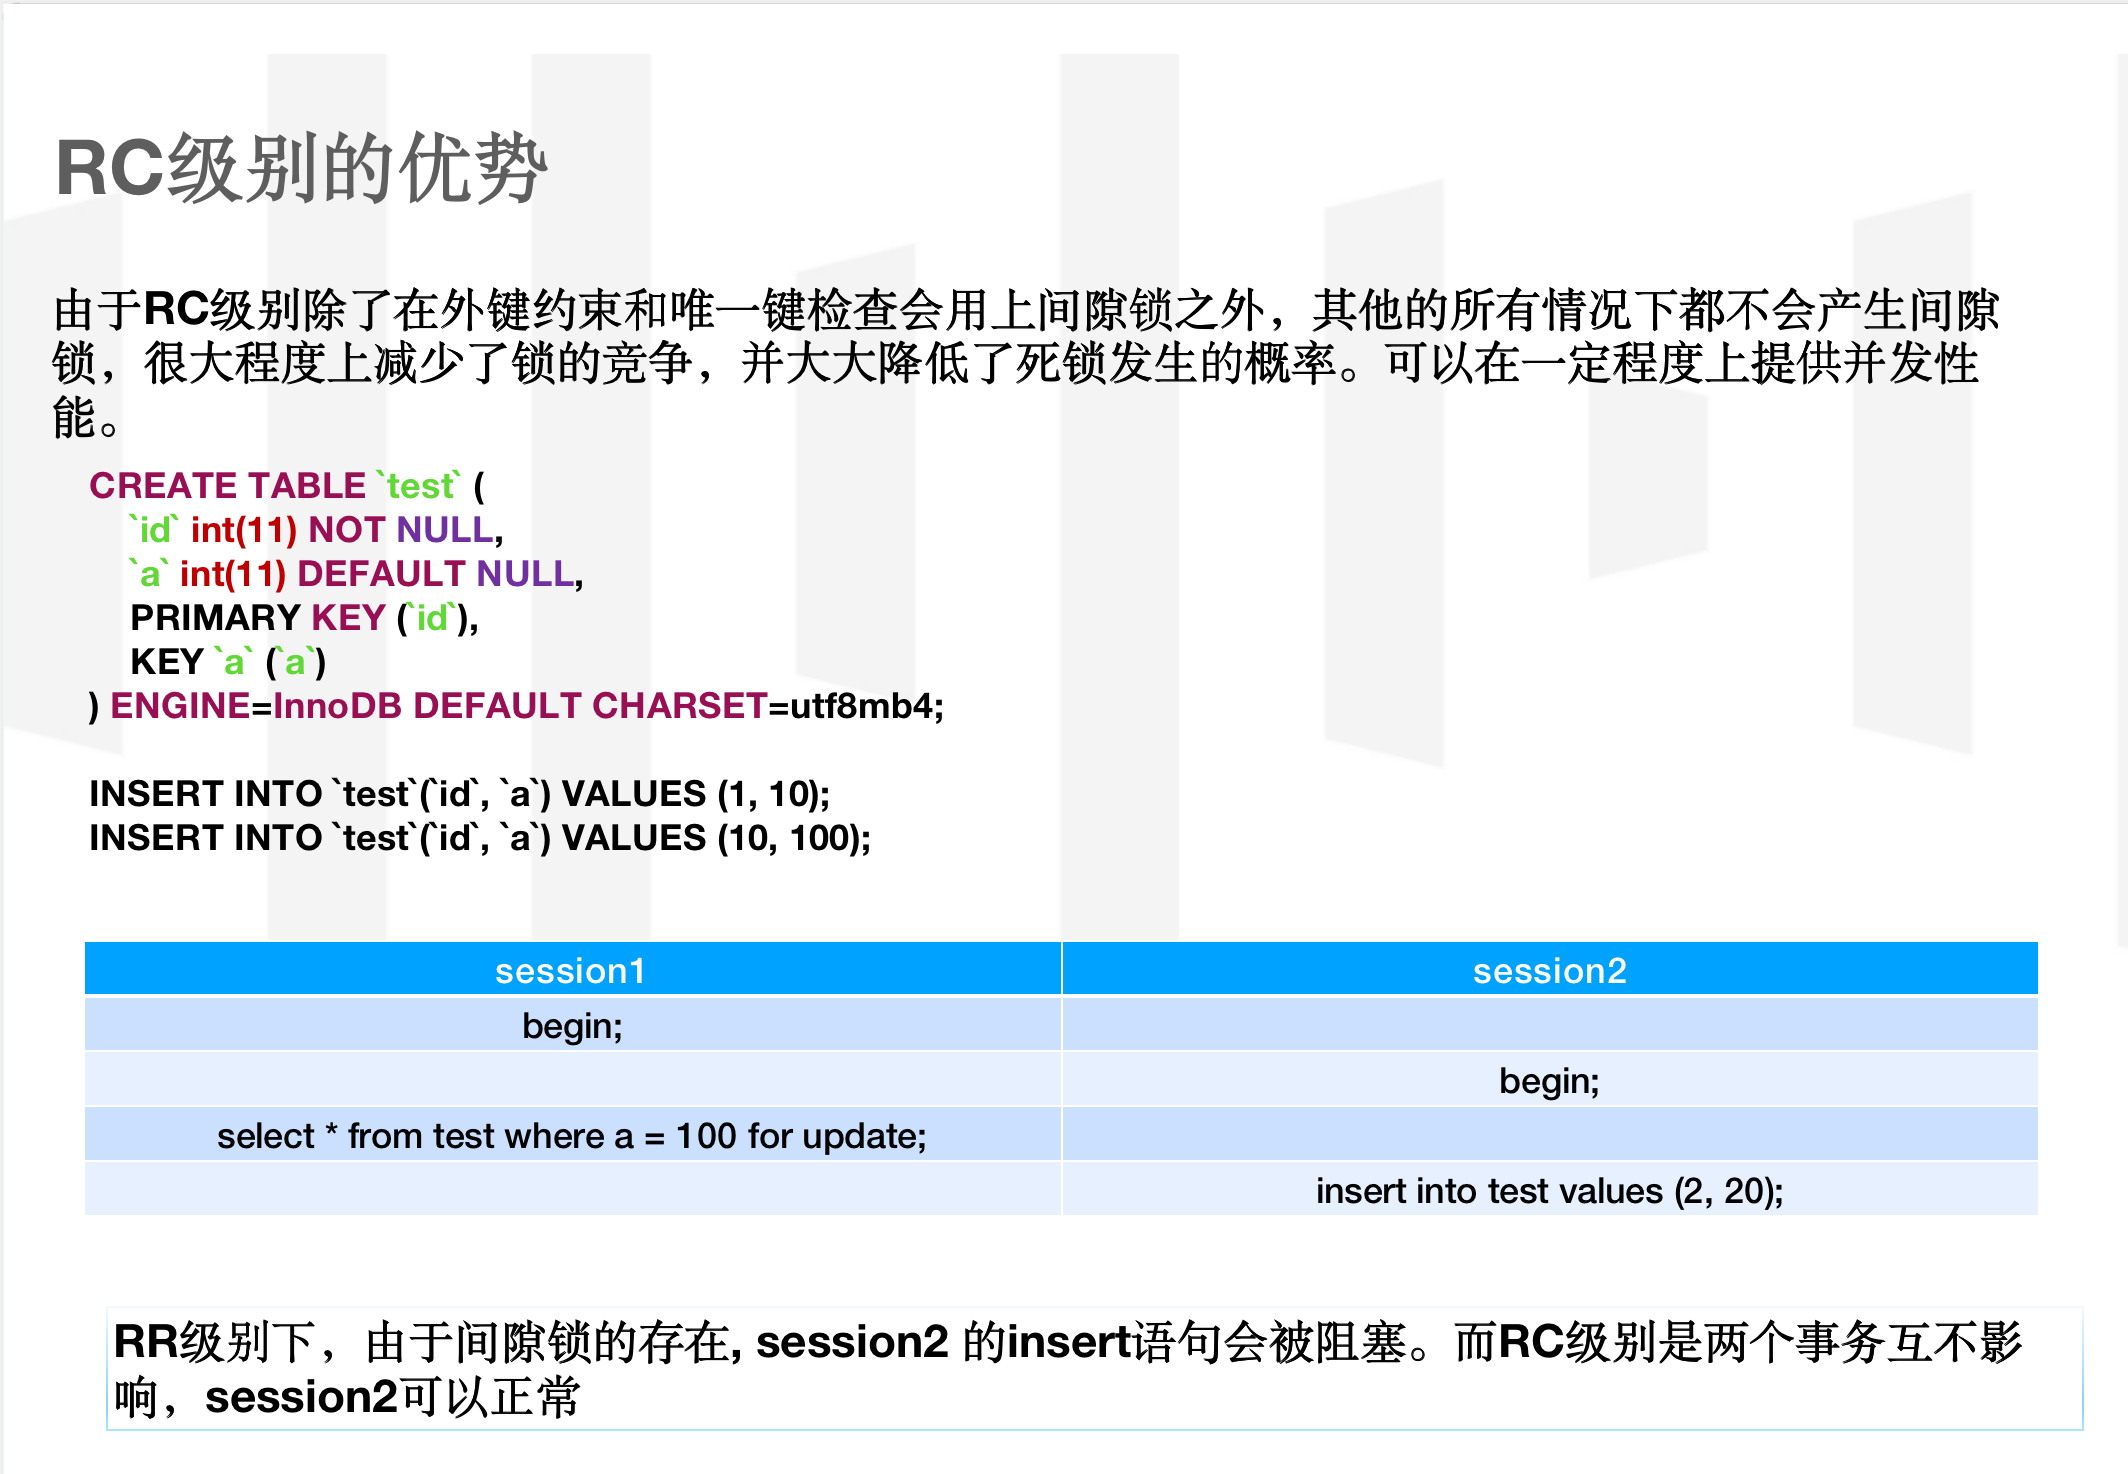 RC级别的优势
由于RC级别除了在外键约束和唯一键检查会用上间隙锁之外，其他的所有情况下都不会产生间隙
锁，很大程度上减少了锁的竞争，并大大降低了死锁发生的概率。可以在一定程度上提供并发性
能。
CREATE TABLE `test` (
`id` int(11) NOT NULL,
`a` int(11) DEFAULT NULL,
PRIMARY KEY (`id`),
KEY `a` (`a`)
) ENGINE=InnoDB DEFAULT CHARSET=utf8mb4;
INSERT INTO `test`(`id`, `a`) VALUES (1, 10);
INSERT INTO `test`(`id`, `a`) VALUES (10, 100);
session1 session2
begin;
begin;
select * from test where a = 100 for update;
insert into test values (2, 20);
RR级别下，由于间隙锁的存在, session2 的insert语句会被阻塞。而RC级别是两个事务互不影
响，session2可以正常